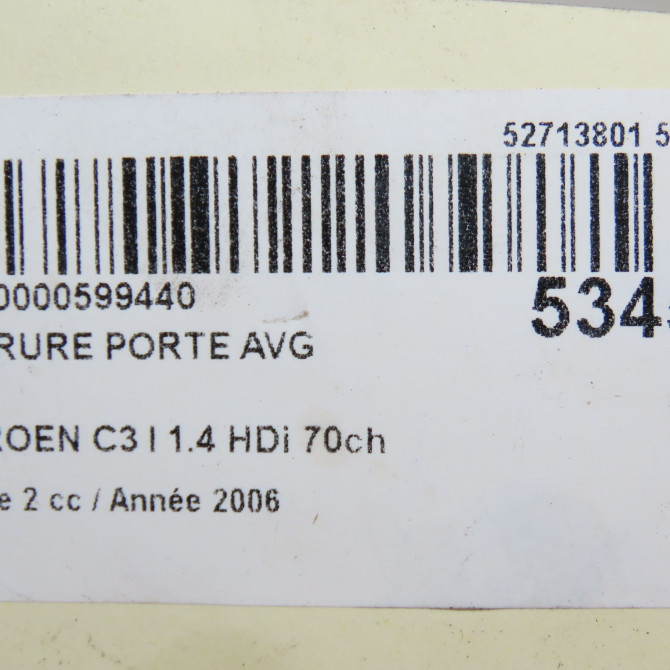 52713801 5
0000599440
534
RURE PORTE AVG
ROEN C3 I 1.4 HDi 70ch
e 2 cc / Année 2006